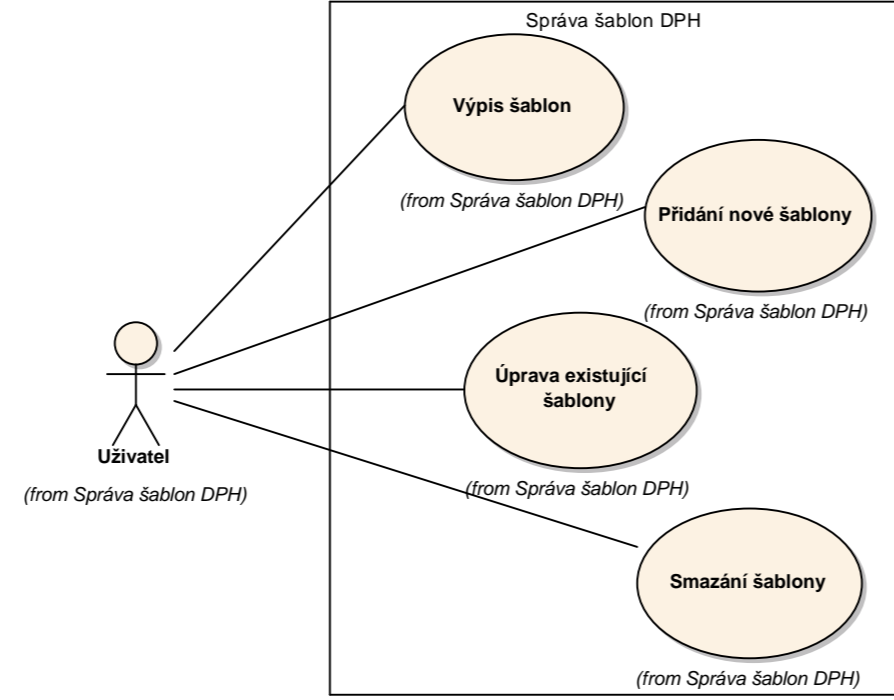 Správa šablon DPH
Výpis šablon
(from Správa šablon DPH)
Přidání nové šablony
(from Správa šablon DPH)
Úprava existující
šablony
(from Správa šablon DPH)
Uživatel
(from Správa šablon DPH)
Smazání šablony
(from Správa šablon DPH)